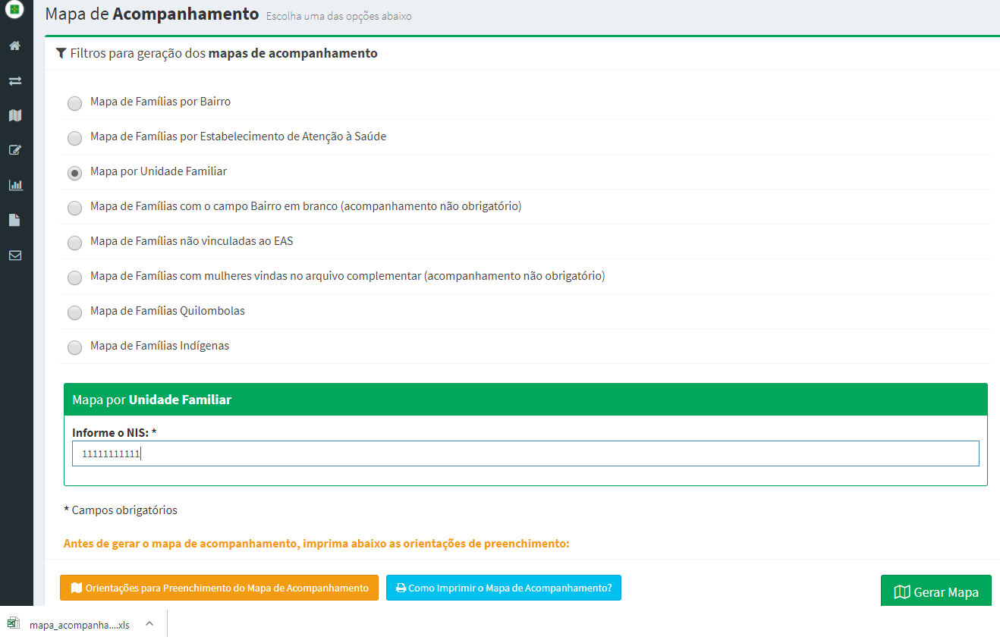 Mapa de Acompanhamento Escolha uma das opções abaixo
Filtros para geração dos mapas de acompanhamento
Mapa de Famílias por Bairro
Mapa de Famílias por Estabelecimento de Atenção à Saúde
Mapa por Unidade Familiar
Mapa de Famílias com o campo Bairro em branco (acompanhamento não obrigatório)
Mapa de Famílias não vinculadas ao EAS
Mapa de Famílias com mulheres vindas no arquivo complementar (acompanhamento não obrigatório)
Mapa de Famílias Quilombolas
Mapa de Famílias Indígenas
Mapa por Unidade Familiar
Informe o NIS: *
11111111111
* Campos obrigatórios
Antes de gerar o mapa de acompanhamento, imprima abaixo as orientações de preenchimento:
Orientações para Preenchimento do Mapa de Acompanhamento
Como Imprimir o Mapa de Acompanhamento?
Gerar Mapa
mapa_acompanha....xls